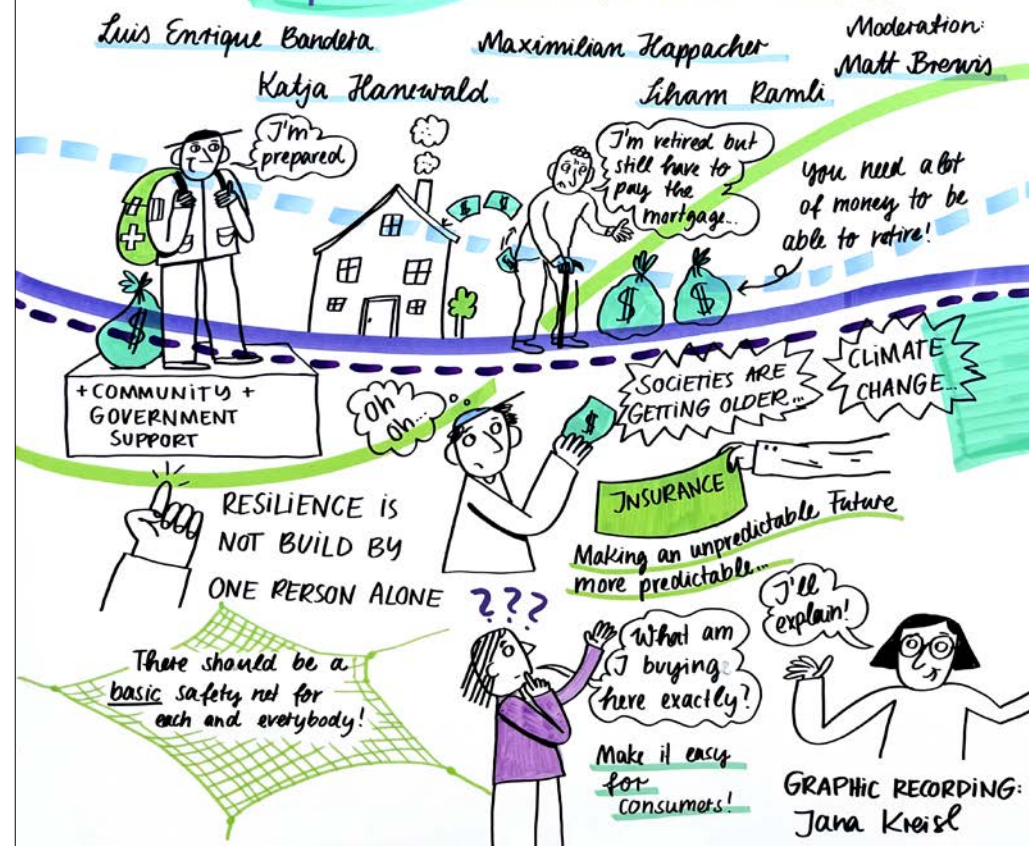 Luis Enrique Bandera
Maximilian Happacher
Moderation:
Matt Brewis
Katja Hanewald
Siham Ramli
I'm
prepared
I'm retired but
still have to
pay the
mortgage...
you need a lot
of money to be
able to retire!
$
$
$
$
$
+ COMMUNITY +
GOVERNMENT
SUPPORT
oh
oh...
$
SOCIETIES ARE
GETTING OLDER...
CLIMATE
CHANGE...
INSURANCE
Making an unpredictable Future
more predictable...
RESILIENCE IS
NOT BUILD BY
ONE PERSON ALONE
There should be a
basic safety net for
each and everybody!
???
What am
I buying
here exactly?
I'll
explain!
Make it easy
for
consumers!
GRAPHIC RECORDING:
Jana Kreisl